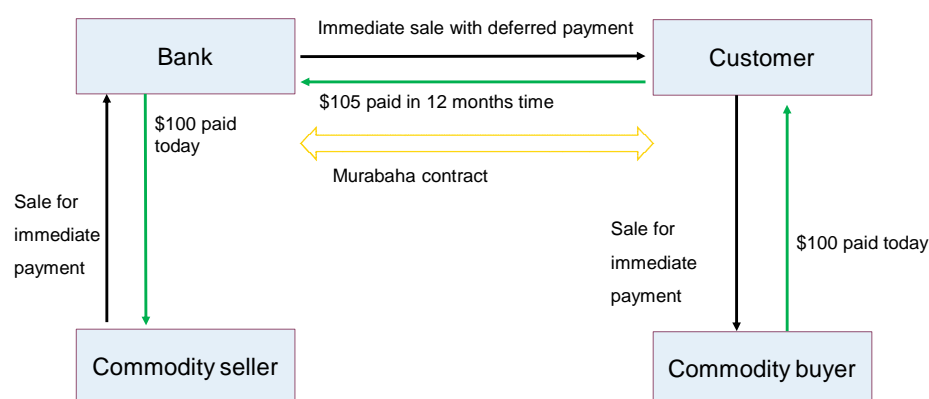 Immediate sale with deferred payment
Bank
Customer
$105 paid in 12 months time
$100 paid
today
Murabaha contract
Sale for
immediate
payment
Sale for
immediate
payment
$100 paid today
Commodity seller
Commodity buyer